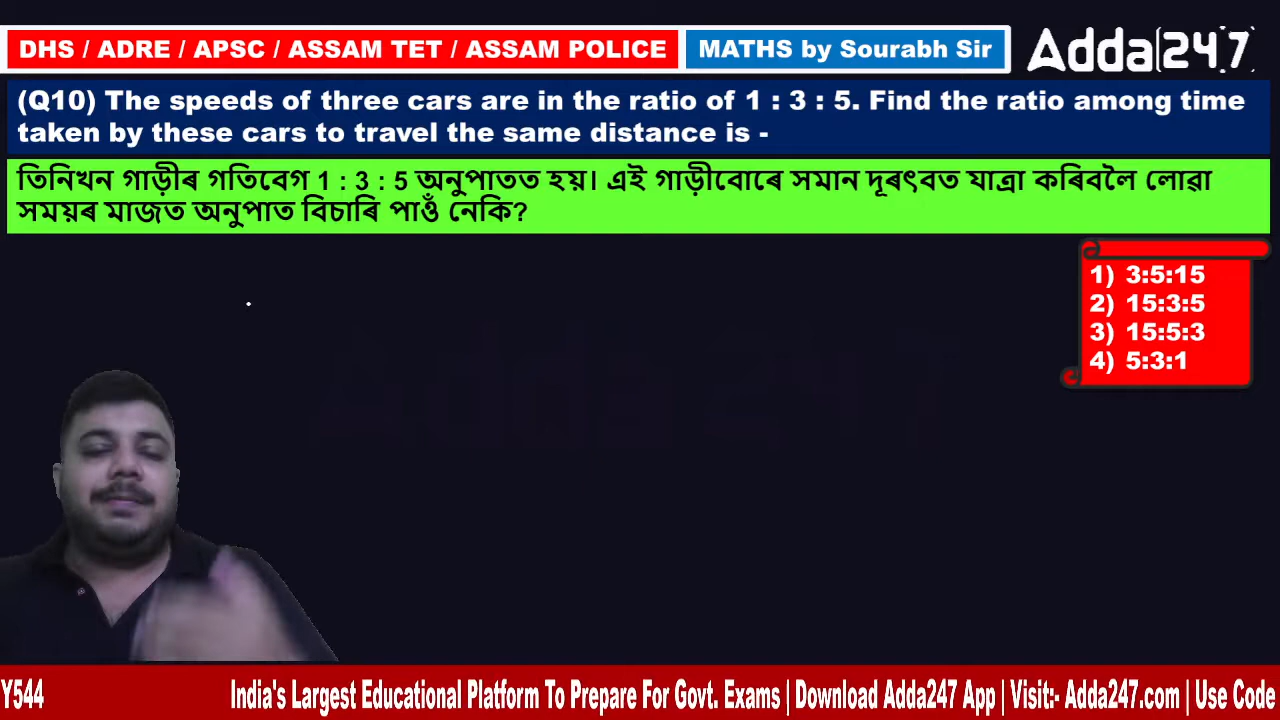 DHS / ADRE / APSC / ASSAM TET / ASSAM POLICE
MATHS by Sourabh Sir
Adda247
(Q10) The speeds of three cars are in the ratio of 1 : 3 : 5. Find the ratio among time
taken by these cars to travel the same distance is -
তিনিখন গাড়ীৰ গতিবেগ 1 : 3 : 5 অনুপাতত হয়। এই গাড়ীবোৰে সমান দূৰৎবত যাত্ৰা কৰিবলৈ লোৱা
সময়ৰ মাজত অনুপাত বিচাৰি পাওঁ নেকি?
1) 3:5:15
2) 15:3:5
3) 15:5:3
4) 5:3:1
Y544
India's Largest Educational Platform To Prepare For Govt. Exams | Download Adda247 App | Visit:- Adda247.com | Use Code